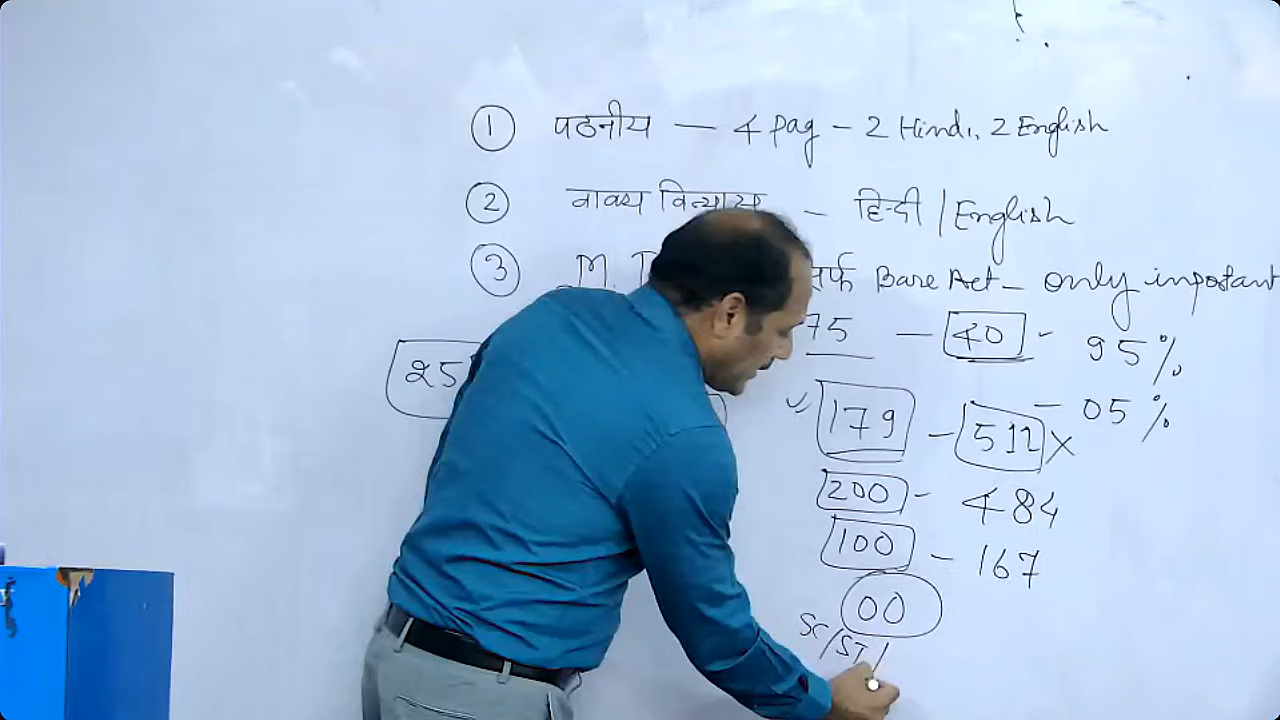 ① पठनीय — 4 Pag - 2 Hindi, 2 English
② वाक्य विन्यास - हिन्दी / English
③ M. Bare Act - only inportant
75 — 40 - 95%
25
179 - 512 X - 05%
200 - 484
100 - 167
00
SC/ST/